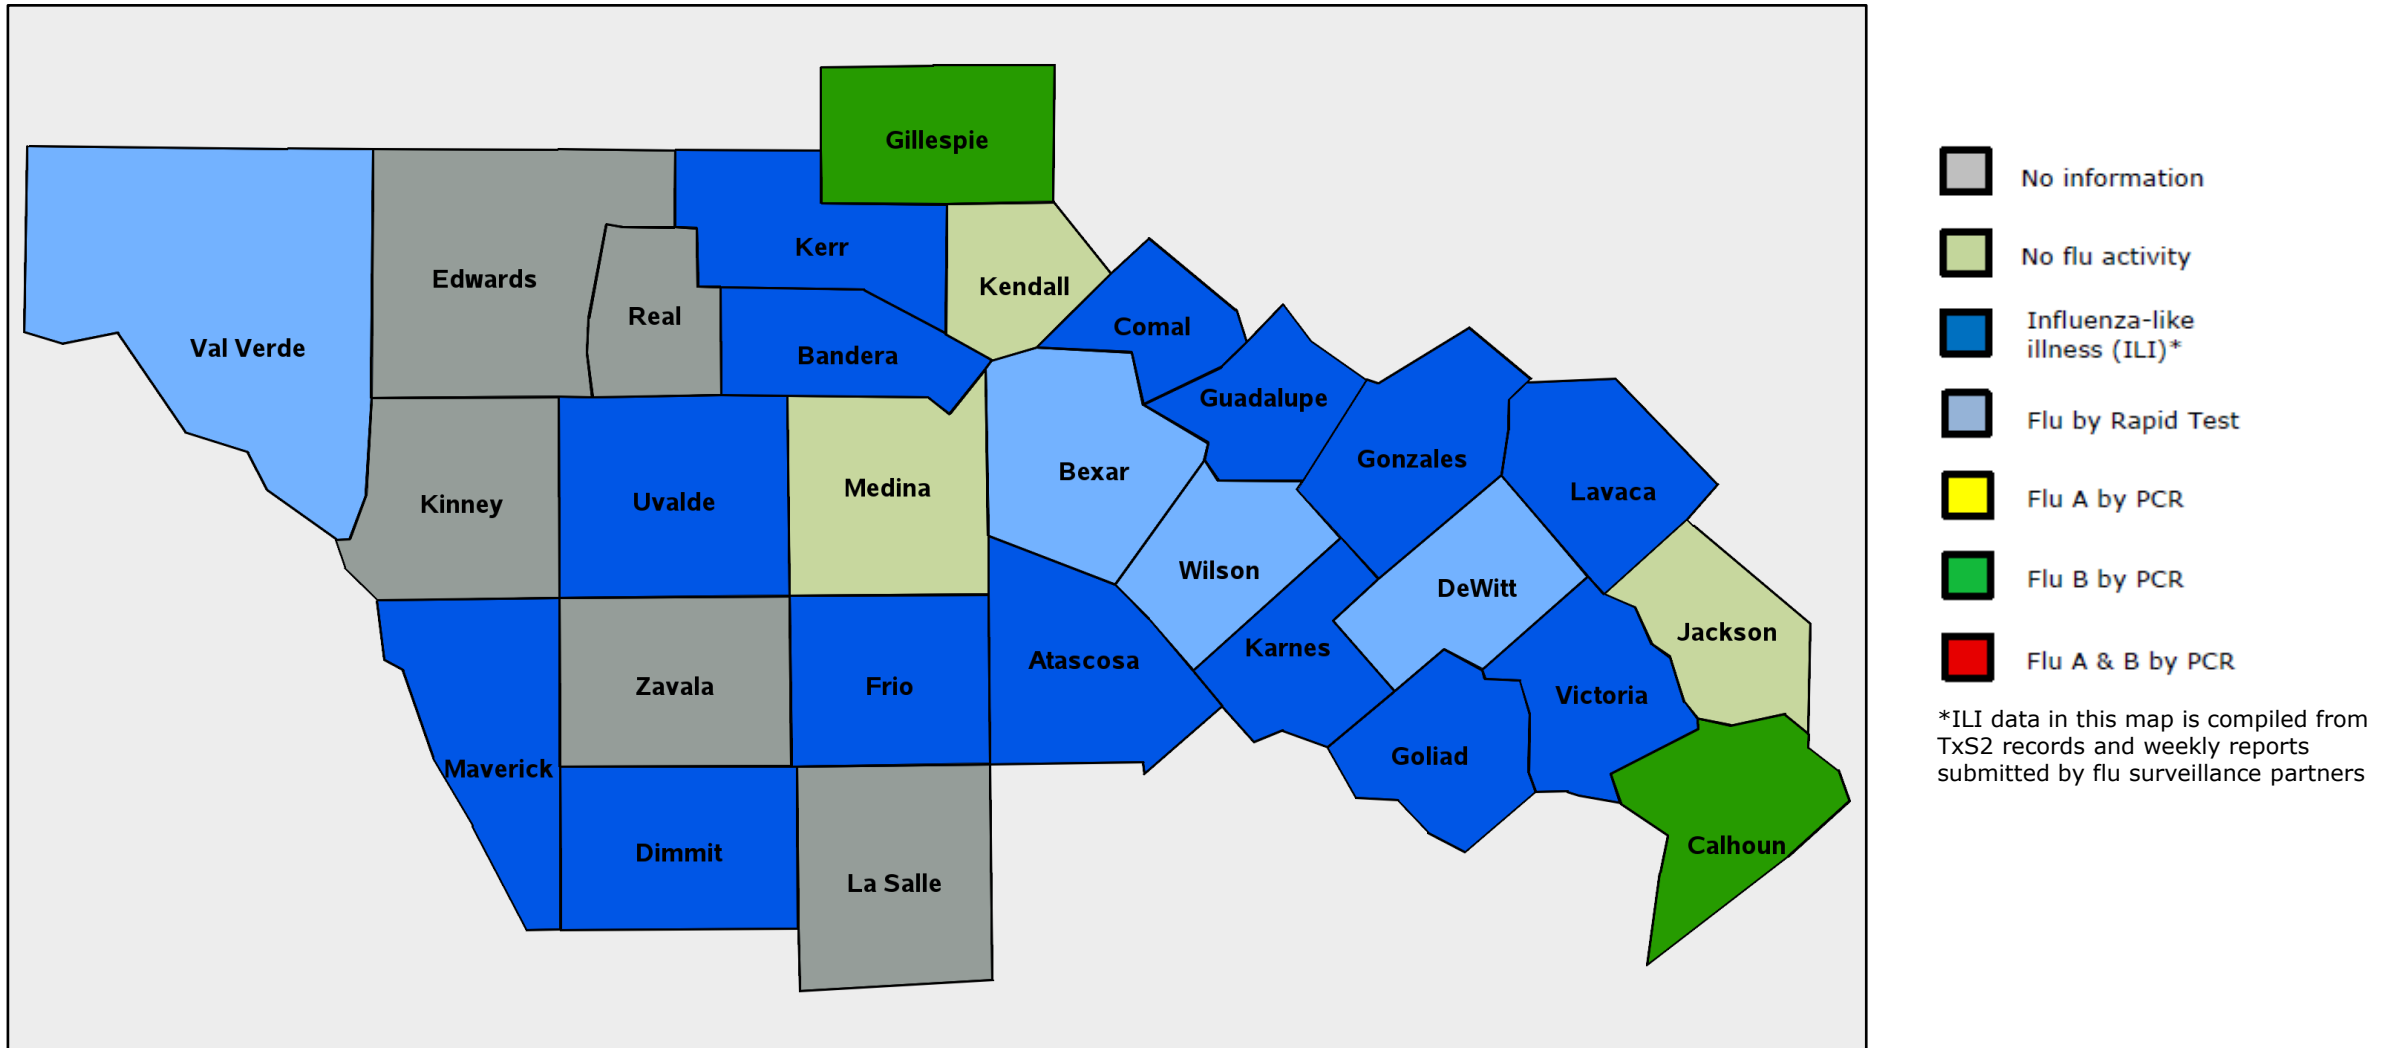 Gillespie
Kerr
Edwards
Kendall
Real
Comal
Val Verde
Bandera
Guadalupe
Gonzales
Bexar
Medina
Lavaca
Uvalde
Kinney
Wilson
DeWitt
Jackson
Karnes
Atascosa
Zavala
Frio
Victoria
Goliad
Maverick
Calhoun
Dimmit
La Salle
No information
No flu activity
Influenza-like
illness (ILI)*
Flu by Rapid Test
Flu A by PCR
Flu B by PCR
Flu A & B by PCR
*ILI data in this map is compiled from
TxS2 records and weekly reports
submitted by flu surveillance partners